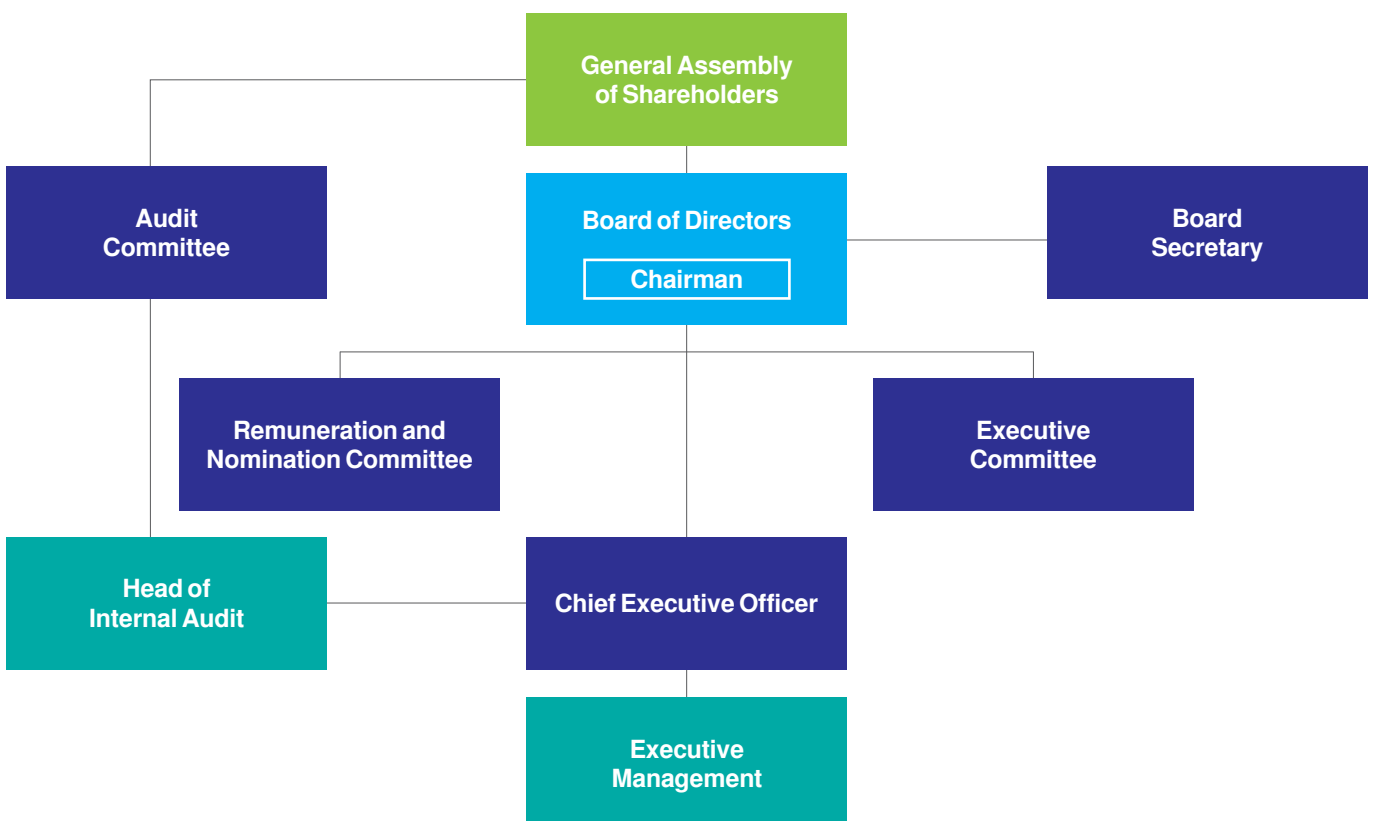 General Assembly
of Shareholders
Audit
Committee
Board of Directors
Chairman
Board
Secretary
Remuneration and
Nomination Committee
Executive
Committee
Head of
Internal Audit
Chief Executive Officer
Executive
Management